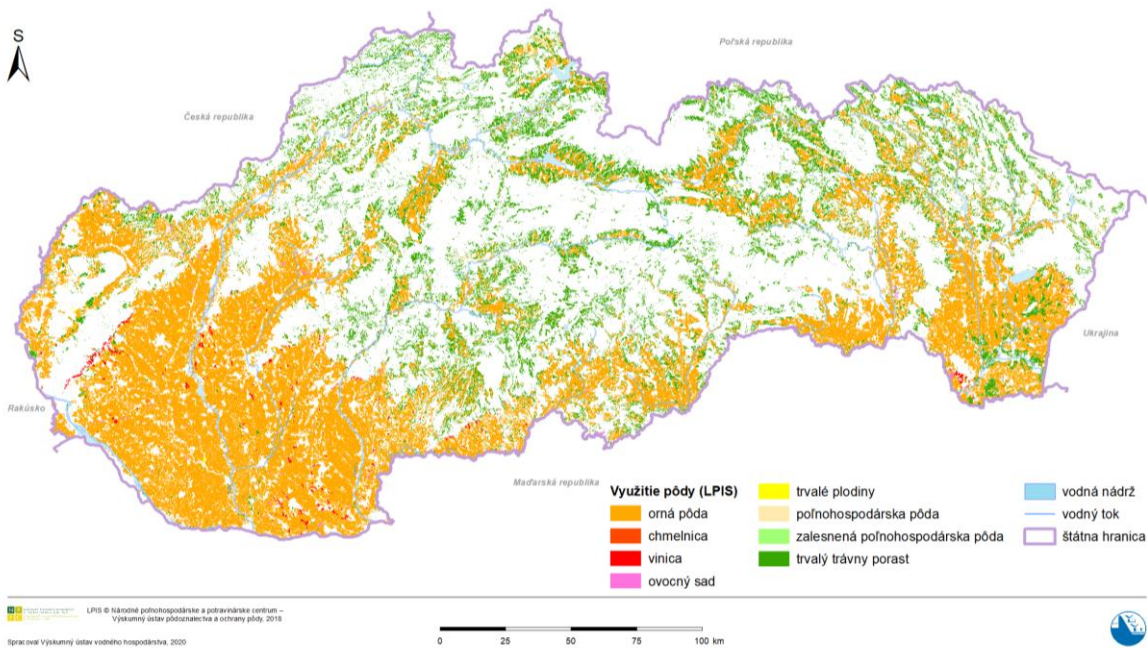 S
Poľská republika
Česká republika
Ukrajina
Rakúsko
Maďarská republika
Využitie pôdy (LPIS)
orná pôda
chmelnica
vinica
ovocný sad
trvalé plodiny
poľnohospodárska pôda
zalesnená poľnohospodárska pôda
trvalý trávny porast
vodná nádrž
vodný tok
štátna hranica
LPIS © Národné poľnohospodárske a potravinárske centrum –
Výskumný ústav pôdoznalectva a ochrany pôdy, 2018
Spracoval Výskumný ústav vodného hospodárstva, 2020
0 25 50 75 100 km